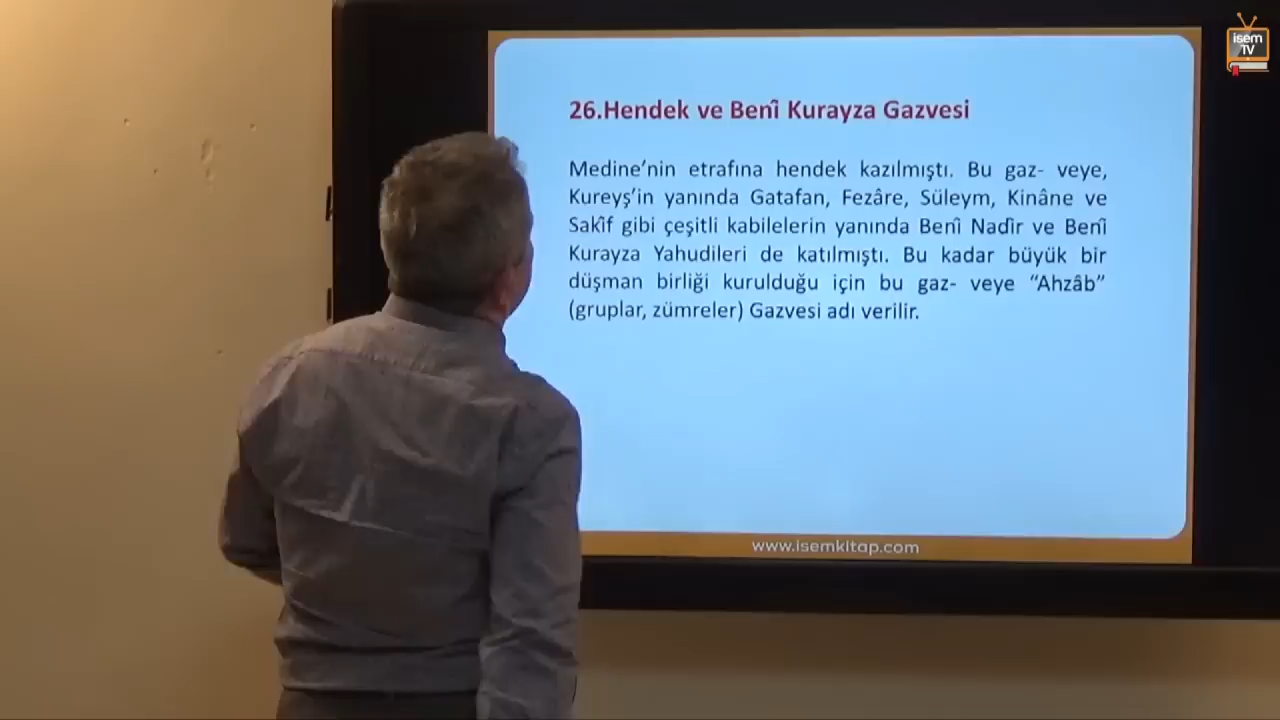 isem
TV
26.Hendek ve Benî Kurayza Gazvesi
Medine’nin etrafına hendek kazılmıştı. Bu gaz- veye,
Kureyş’in yanında Gatafan, Fezâre, Süleym, Kinâne ve
Sakîf gibi çeşitli kabilelerin yanında Benî Nadîr ve Benî
Kurayza Yahudileri de katılmıştı. Bu kadar büyük bir
düşman birliği kurulduğu için bu gaz- veye “Ahzâb”
(gruplar, zümreler) Gazvesi adı verilir.
www.isemkitap.com